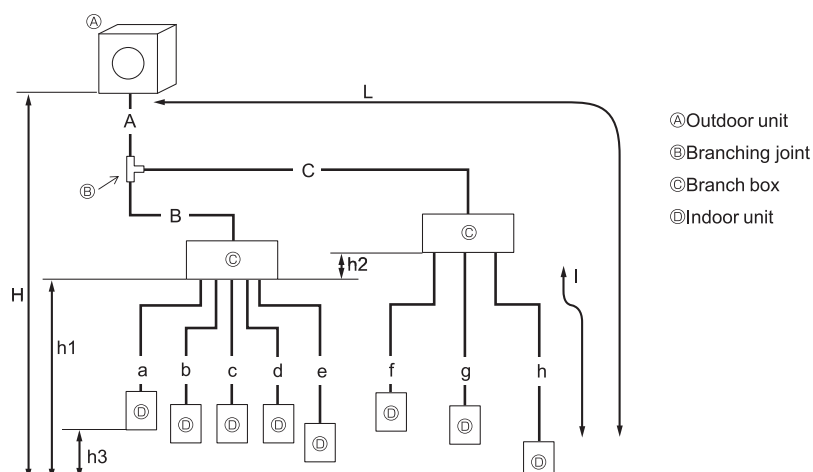 Ⓐ
L
A
ⒶOutdoor unit
ⒷBranching joint
ⒸBranch box
ⒹIndoor unit
Ⓑ
C
B
Ⓒ
Ⓒ
h2
H
h1
l
a
b
c
d
e
f
g
h
Ⓓ
Ⓓ
Ⓓ
Ⓓ
Ⓓ
Ⓓ
Ⓓ
Ⓓ
h3